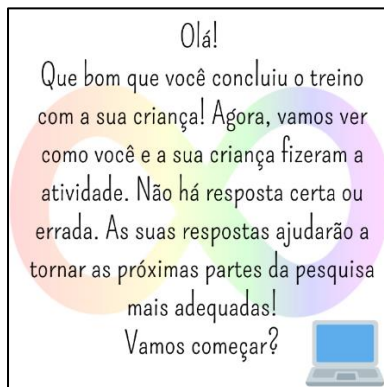 Olá!
Que bom que você concluiu o treino
com a sua criança! Agora, vamos ver
como você e a sua criança fizeram a
atividade. Não há resposta certa ou
errada. As suas respostas ajudarão a
tornar as próximas partes da pesquisa
mais adequadas!
Vamos começar?